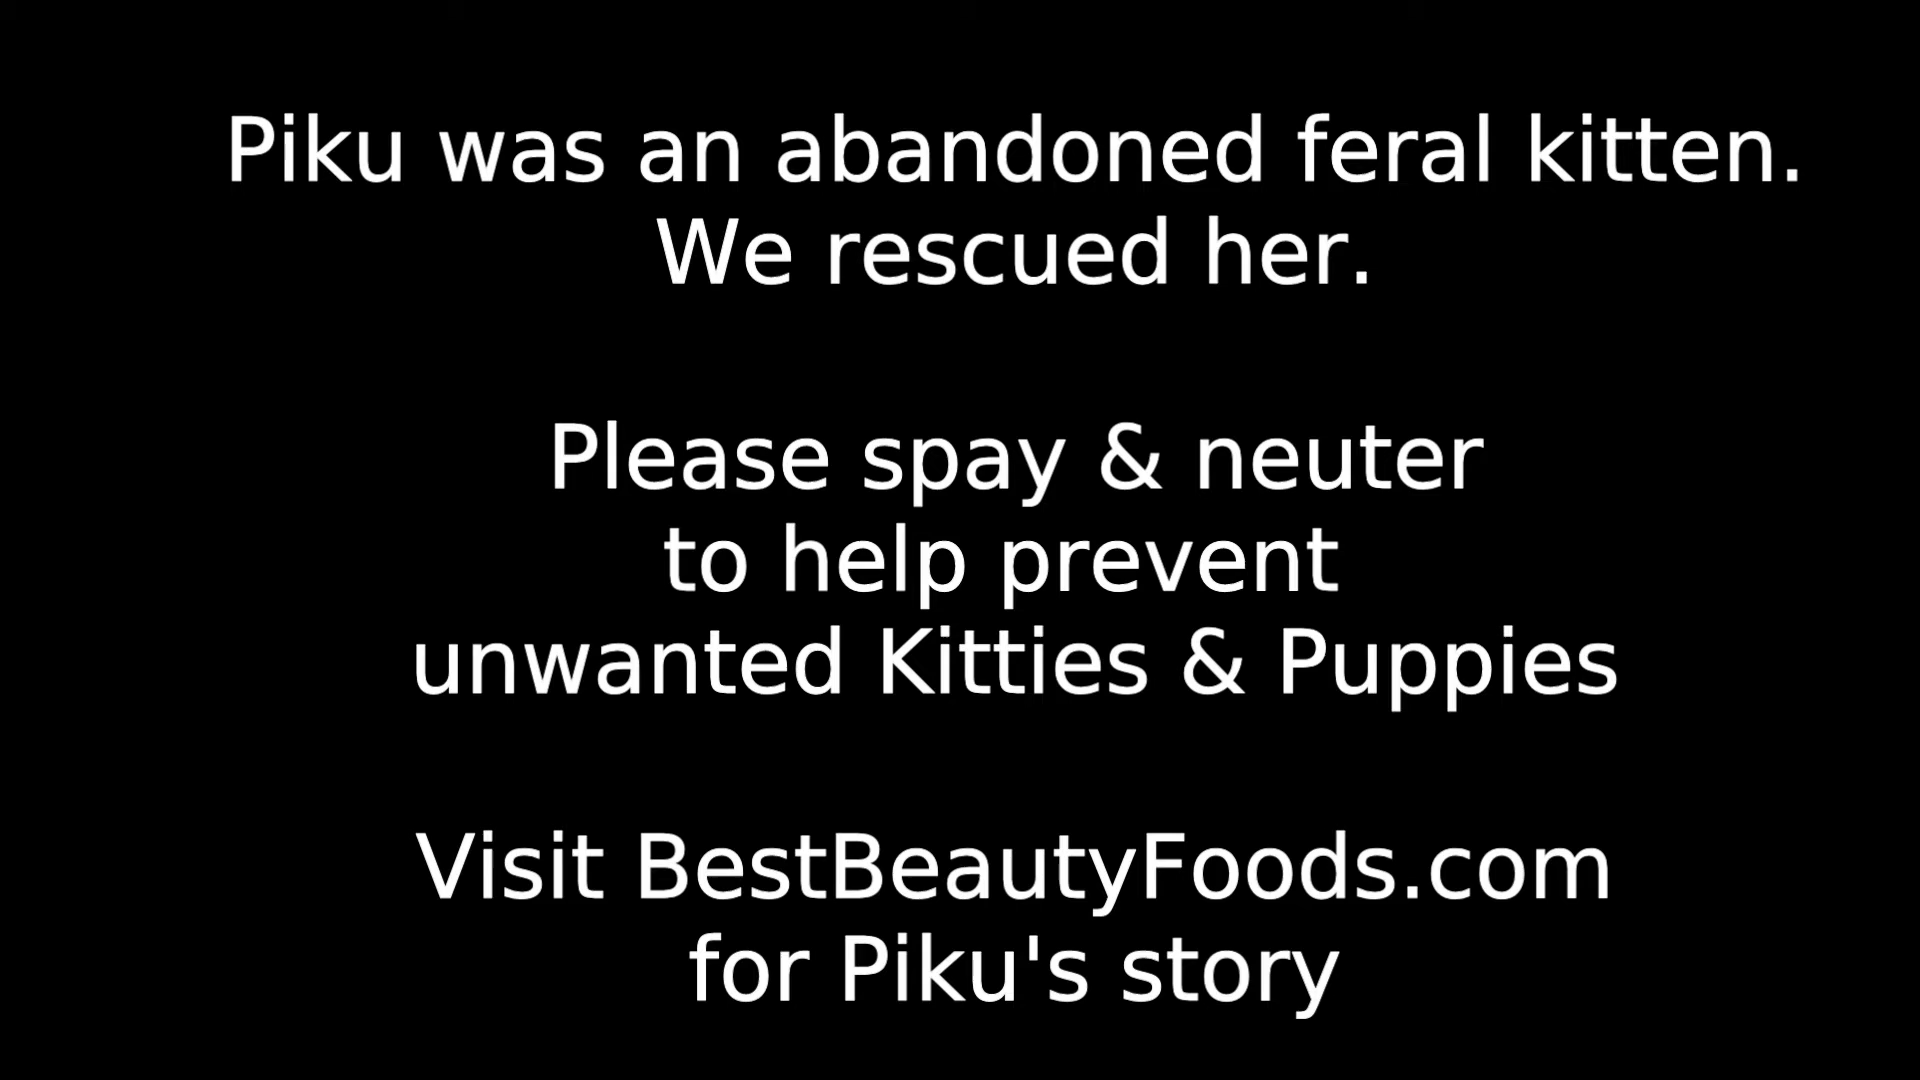 Piku was an abandoned feral kitten.
We rescued her.
Please spay & neuter
to help prevent
unwanted Kitties & Puppies
Visit BestBeautyFoods.com
for Piku's story